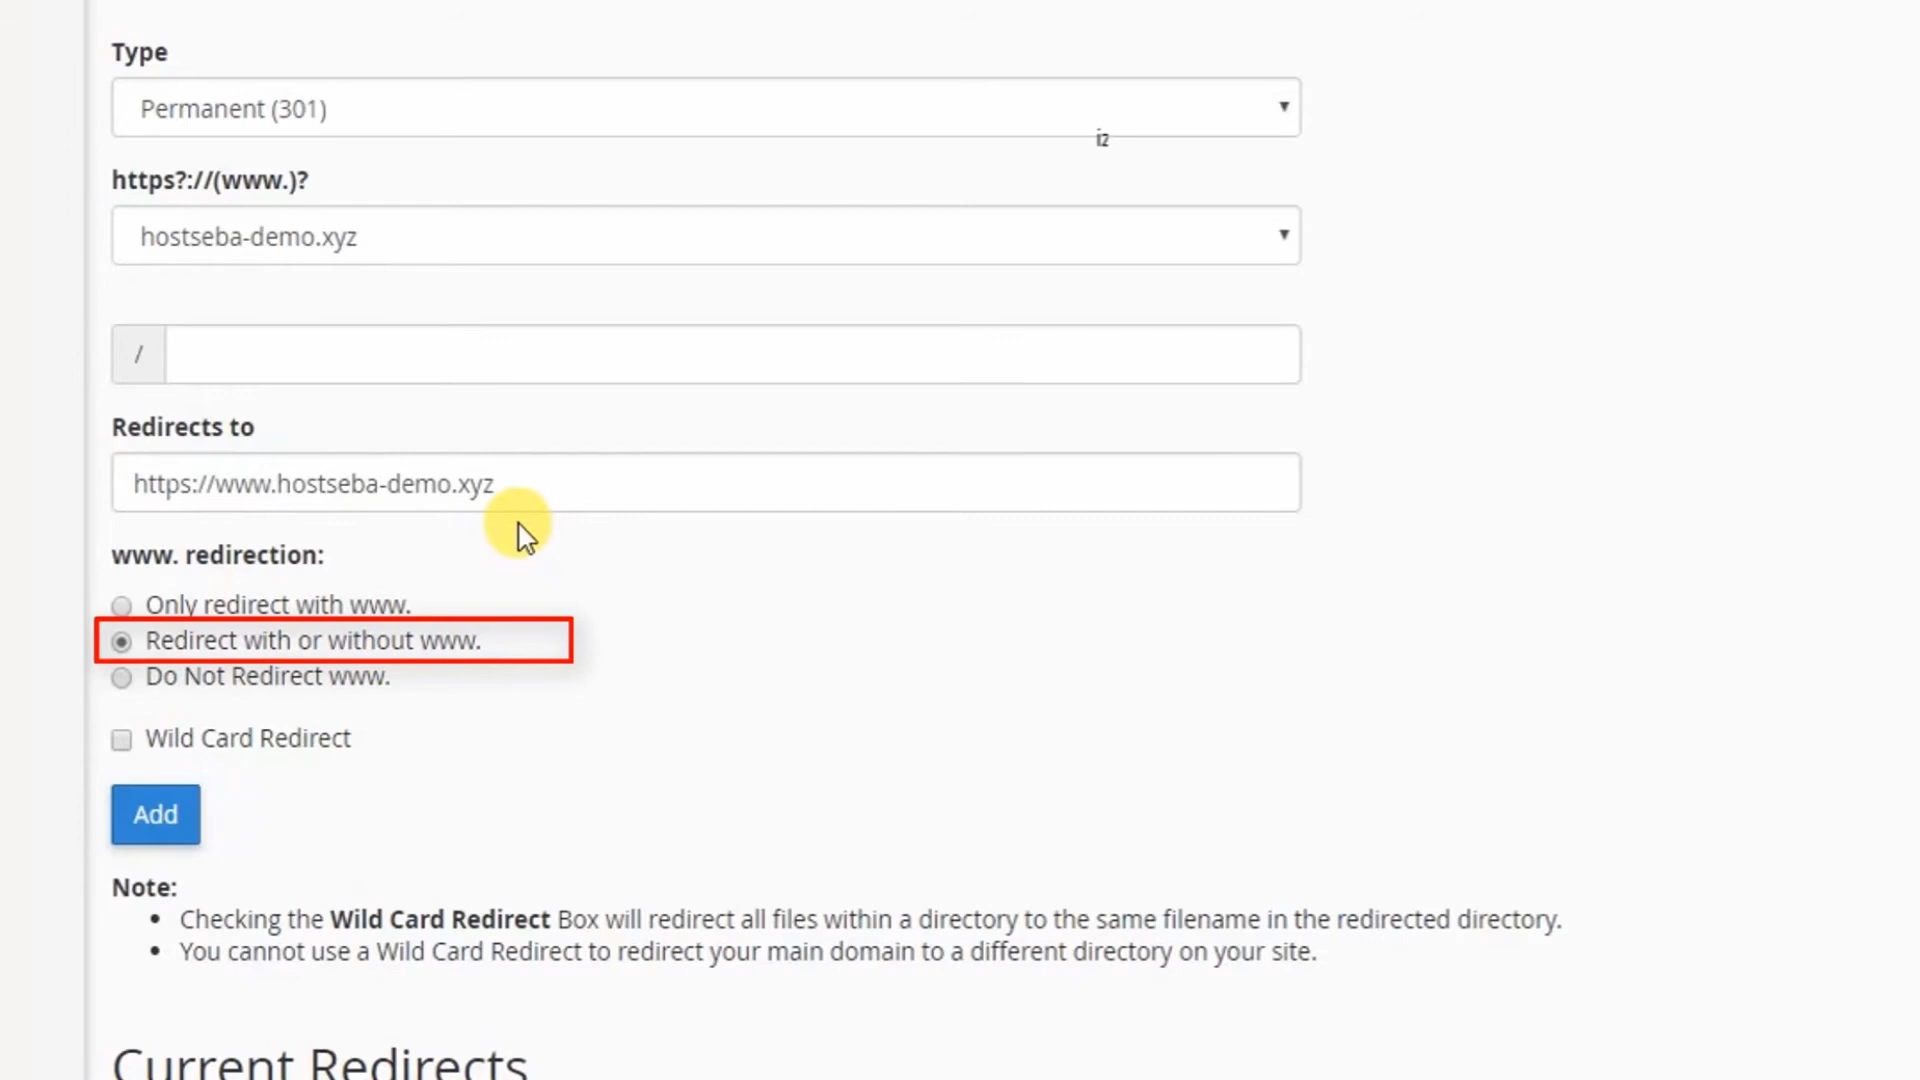 Type
Permanent (301)
https?://(www.)?
hostseba-demo.xyz
/
Redirects to
https://www.hostseba-demo.xyz
www. redirection:
Only redirect with www.
Redirect with or without www.
Do Not Redirect www.
Wild Card Redirect
Add
Note:
Checking the Wild Card Redirect Box will redirect all files within a directory to the same filename in the redirected directory.
You cannot use a Wild Card Redirect to redirect your main domain to a different directory on your site.
Current Redirects